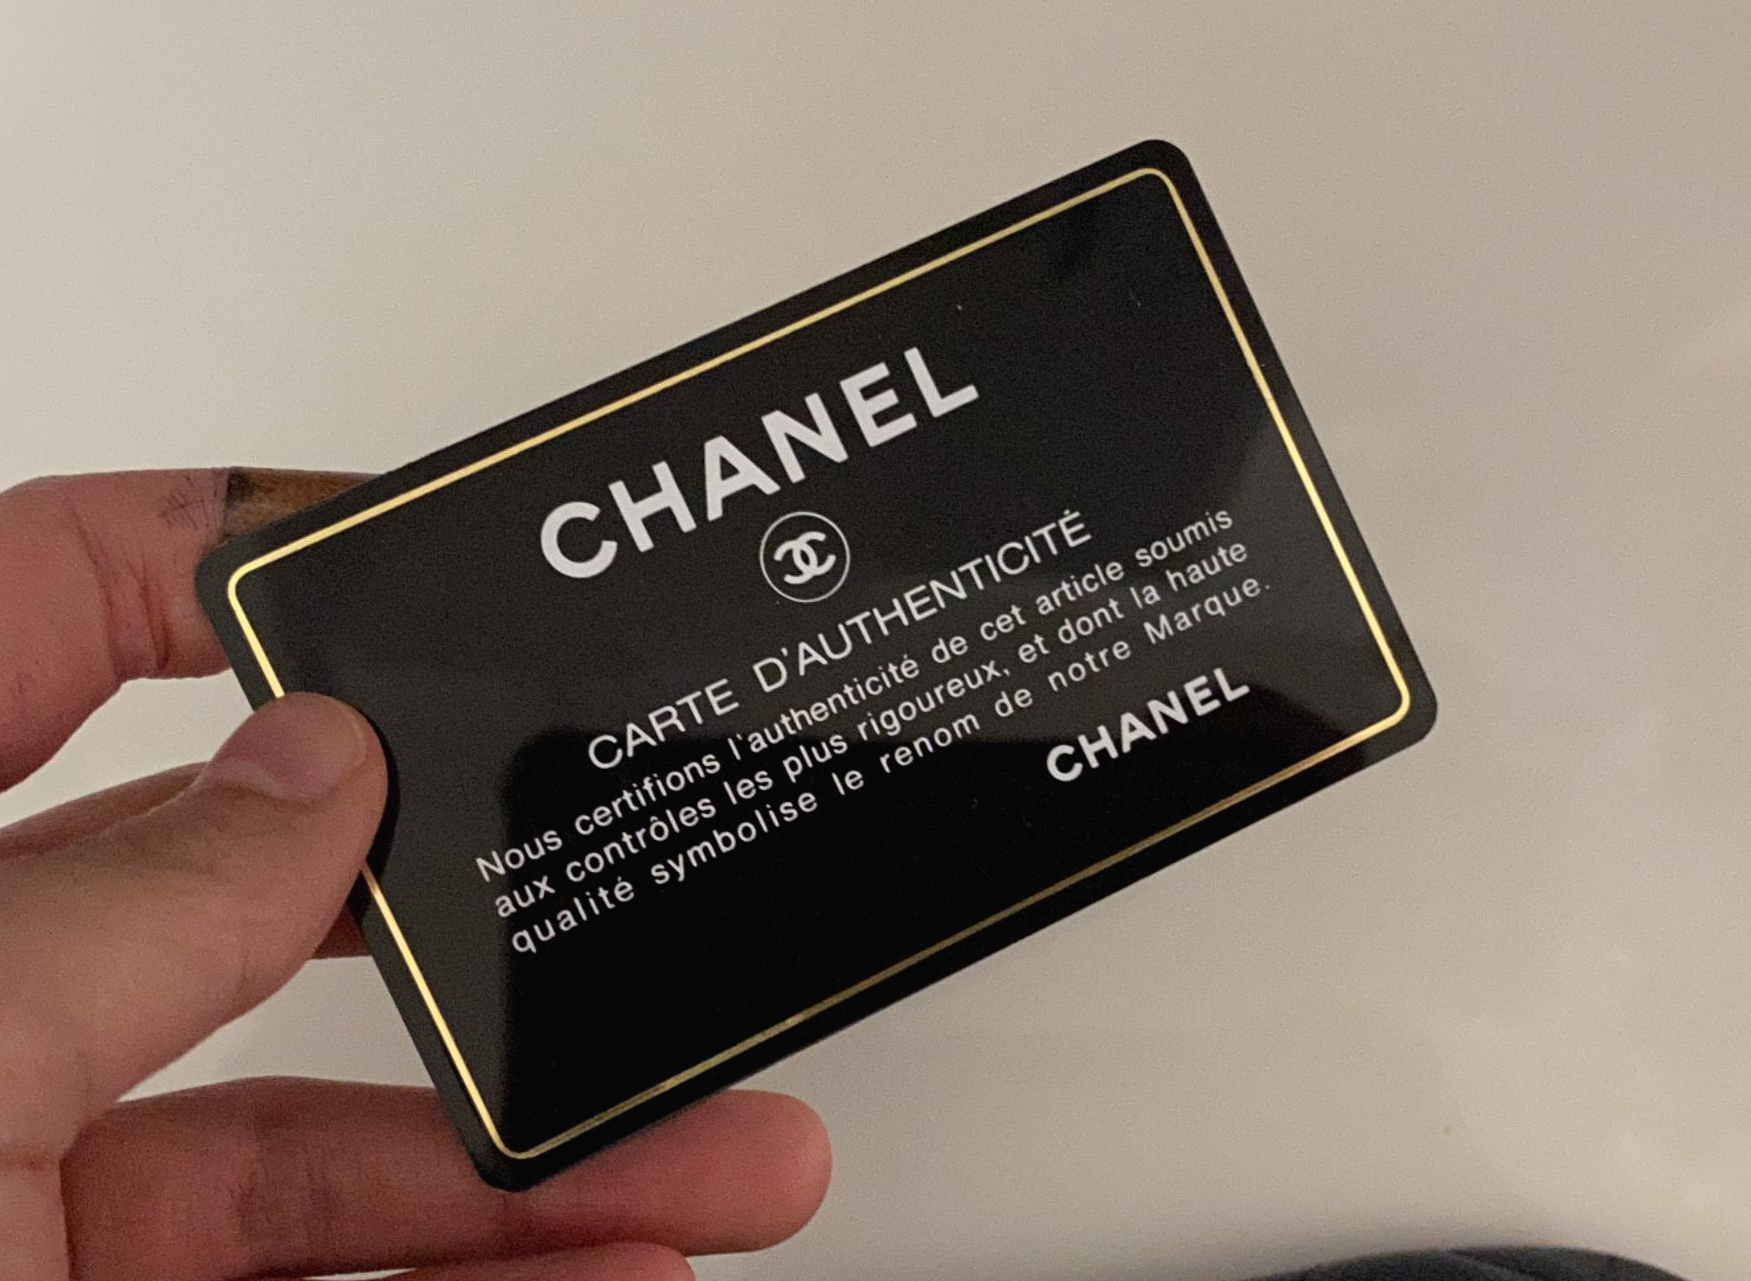 CHANEL
CARTE D'AUTHENTICITÉ
Nous certifions l'authenticité de cet article soumis
aux contrôles les plus rigoureux, et dont la haute
qualité symbolise le renom de notre Marque.
CHANEL